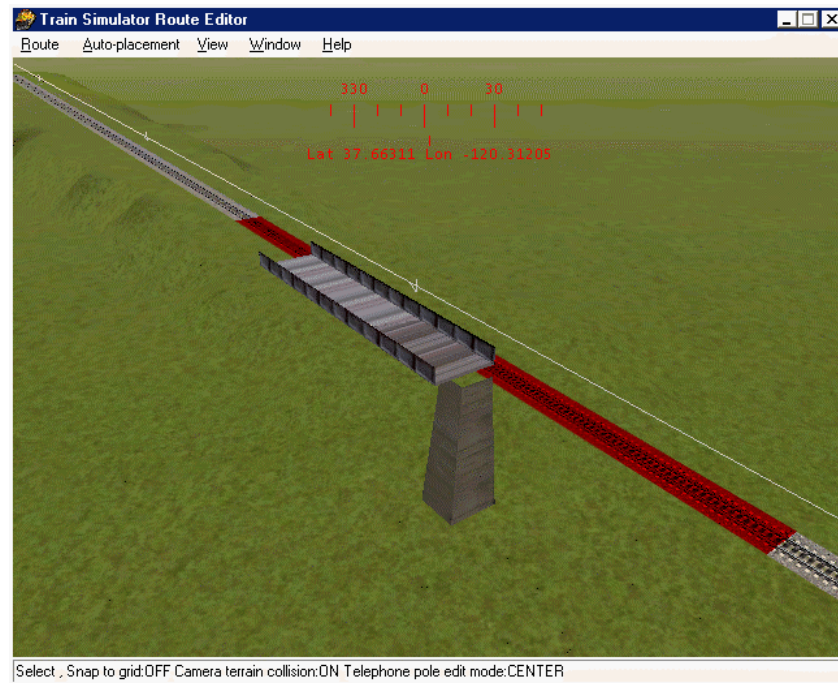 Train Simulator Route Editor
Route Auto-placement View Window Help
330 0 30
Lat 37.66311 Lon -120.31205
Select , Snap to grid:OFF Camera terrain collision:ON Telephone pole edit mode:CENTER